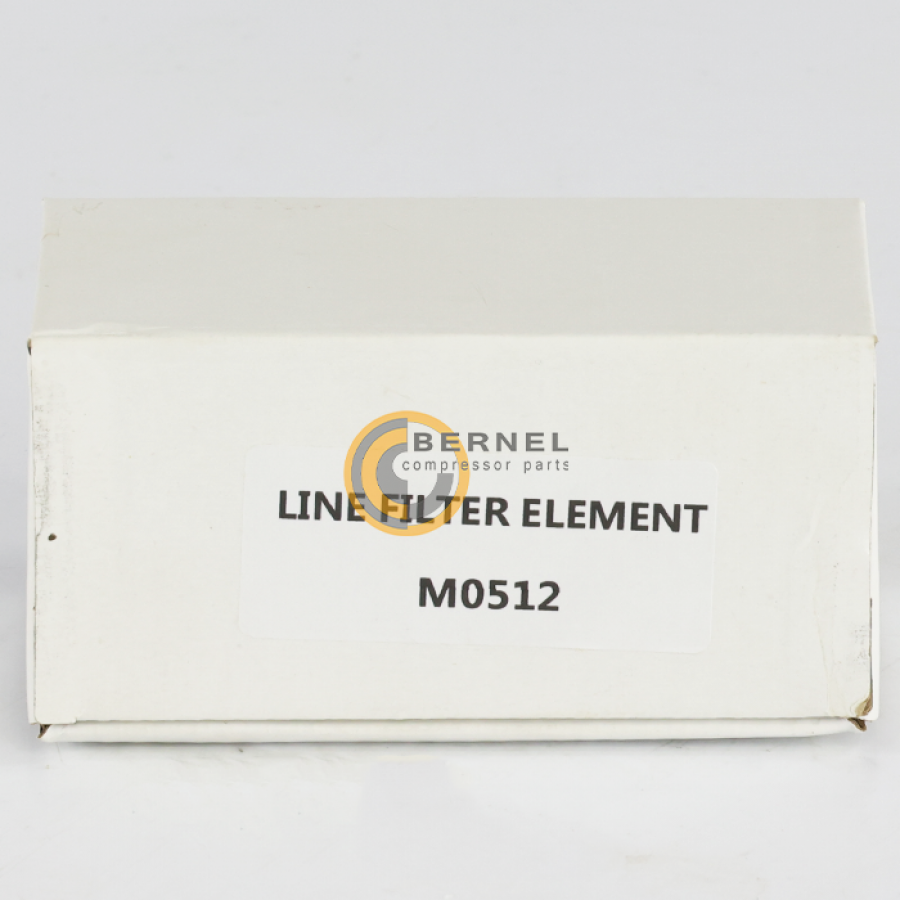 BERNEL
compressor parts
LINE FILTER ELEMENT
M0512